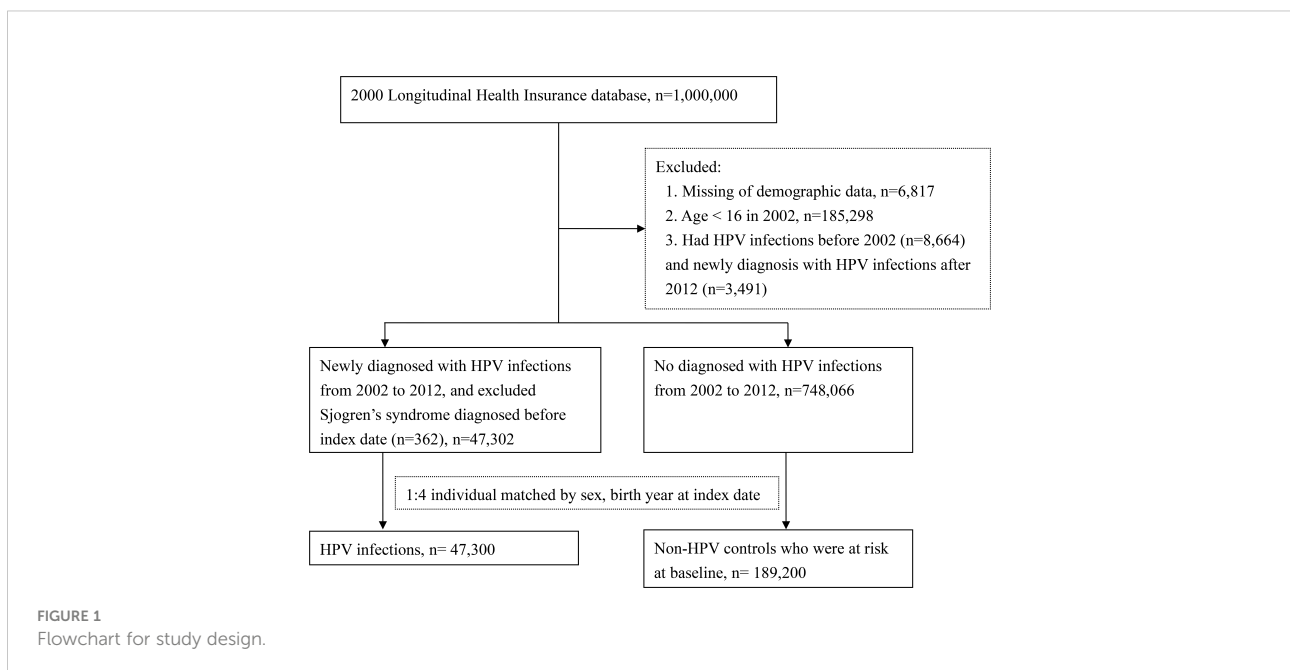 2000 Longitudinal Health Insurance database, n=1,000,000
Excluded:
1. Missing of demographic data, n=6,817
2. Age < 16 in 2002, n=185,298
3. Had HPV infections before 2002 (n=8,664)
and newly diagnosis with HPV infections after
2012 (n=3,491)
Newly diagnosed with HPV infections
from 2002 to 2012, and excluded
Sjogren's syndrome diagnosed before
index date (n=362), n=47,302
No diagnosed with HPV infections
from 2002 to 2012, n=748,066
1:4 individual matched by sex, birth year at index date
HPV infections, n= 47,300
Non-HPV controls who were at risk
at baseline, n= 189,200
FIGURE 1
Flowchart for study design.